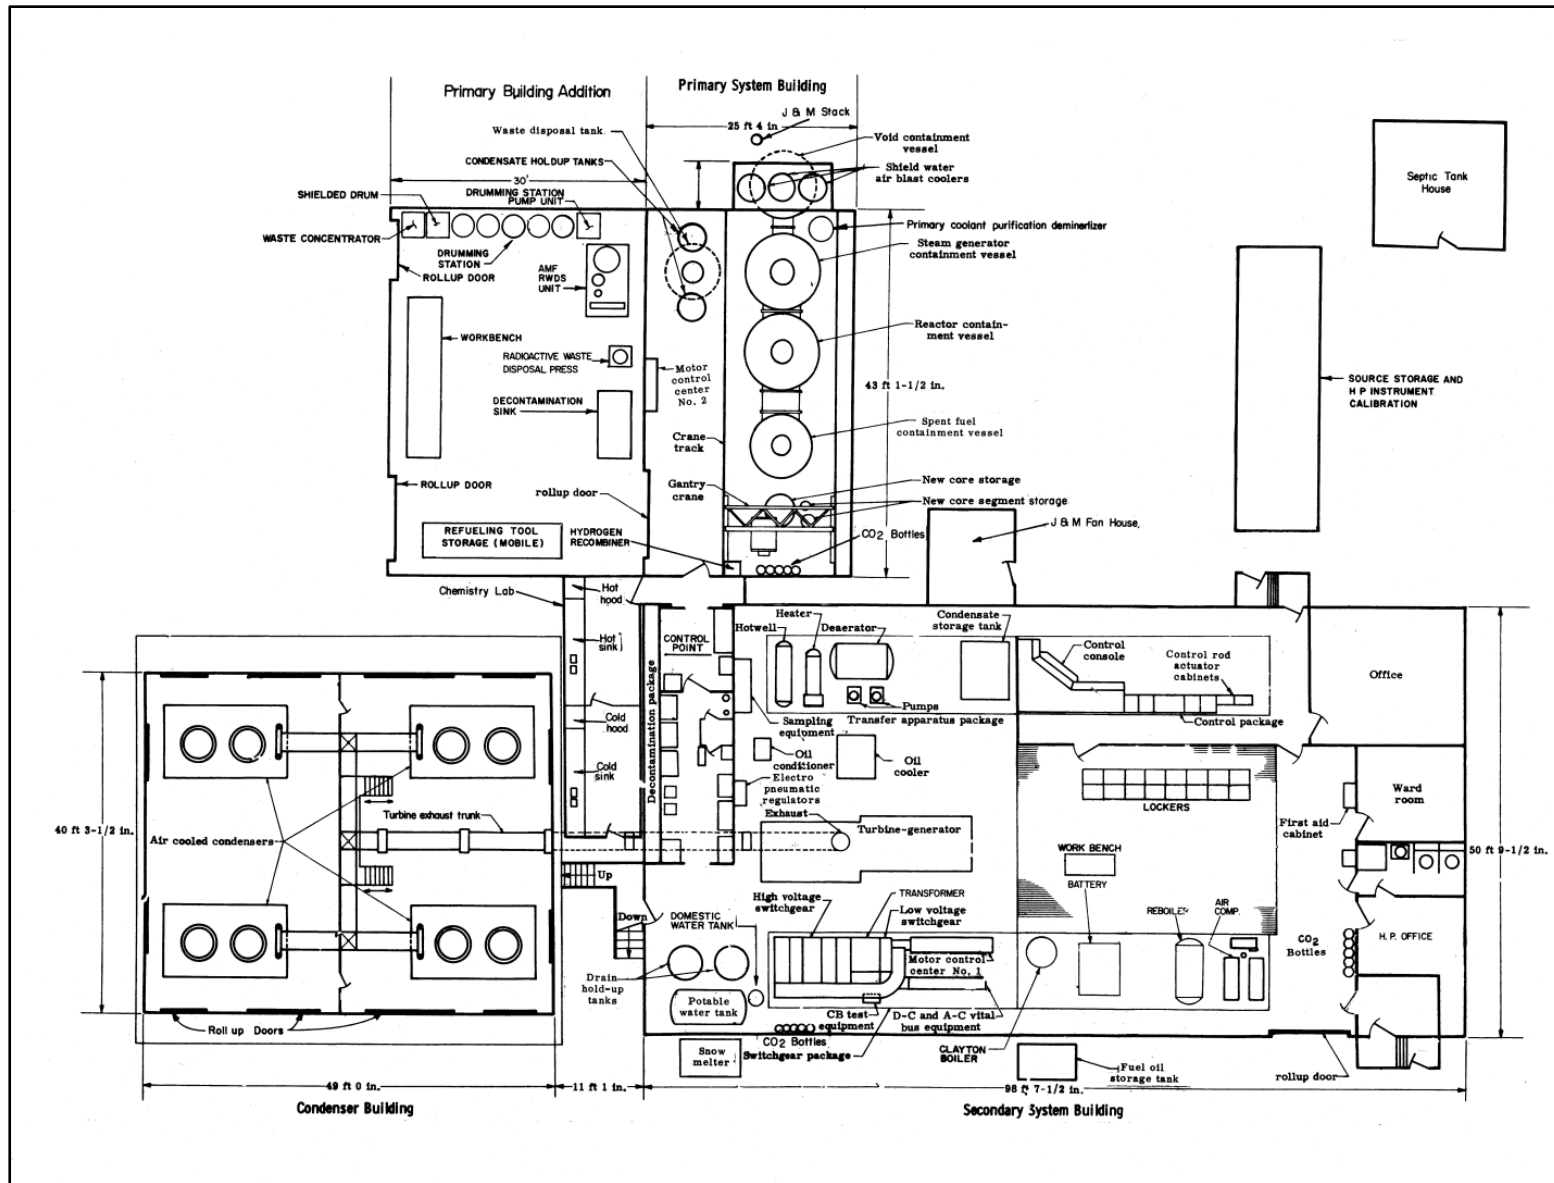 Primary Building Addition
Primary System Building
J & M Stack
25 ft 4 in.
Waste disposal tank
Void containment
vessel
CONDENSATE HOLDUP TANKS
Shield water
air blast coolers
30'
SHIELDED DRUM
DRUMMING STATION
PUMP UNIT
Septic Tank
House
WASTE CONCENTRATOR
Primary coolant purification deminerlizer
DRUMMING
STATION
Steam generator
containment vessel
ROLLUP DOOR
AMF
RWDS
UNIT
Reactor contain-
ment vessel
WORKBENCH
RADIOACTIVE WASTE
DISPOSAL PRESS
Motor
control
center
No. 2
43 ft 1-1/2 in.
SOURCE STORAGE AND
H P INSTRUMENT
CALIBRATION
DECONTAMINATION
SINK
Spent fuel
containment vessel
Crane
track
ROLLUP DOOR
rollup door
Gantry
crane
New core storage
New core segment storage
REFUELING TOOL
STORAGE (MOBILE)
HYDROGEN
RECOMBINER
CO2 Bottles
J & M Fan House
Chemistry Lab
Hot
hood
Heater
Hotwell
Deaerator
Condensate
storage tank
Hot
sink
CONTROL
POINT
Control
console
Control rod
actuator
cabinets
Office
Decontamination package
Pumps
Transfer apparatus package
Control package
Cold
hood
Sampling
equipment
Oil
conditioner
Oil
cooler
Cold
sink
Electro
pneumatic
regulators
LOCKERS
Ward
room
Turbine exhaust trunk
Exhaust
Turbine-generator
First aid
cabinet
40 ft 3-1/2 in.
Air cooled condensers
WORK BENCH
50 ft 9-1/2 in.
Up
High voltage
switchgear
TRANSFORMER
Low voltage
switchgear
BATTERY
REBOILER
AIR
COMP.
Down
DOMESTIC
WATER TANK
CO2
Bottles
H. P. OFFICE
Motor control
center No. 1
Drain
hold-up
tanks
Potable
water tank
CB test
equipment
D-C and A-C vital
bus equipment
Roll up Doors
CO2 Bottles
Switchgear package
CLAYTON
BOILER
Snow
melter
Fuel oil
storage tank
rollup door
49 ft 0 in.
11 ft 1 in.
98 ft 7-1/2 in.
Condenser Building
Secondary System Building